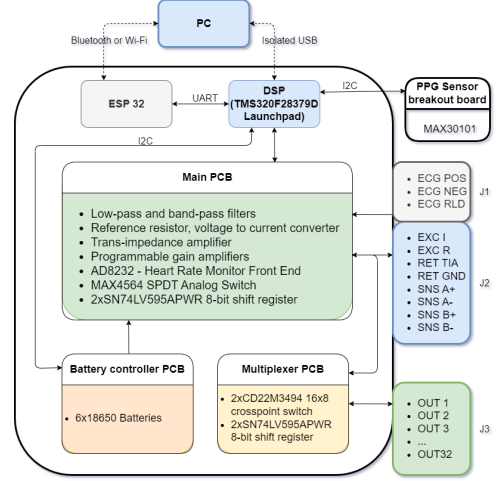 PC
Bluetooth or Wi-Fi
Isolated USB
ESP 32
UART
DSP
(TMS320F28379D
Launchpad)
I2C
PPG Sensor
breakout board
MAX30101
I2C
Main PCB
• Low-pass and band-pass filters
• Reference resistor, voltage to current converter
• Trans-impedance amplifier
• Programmable gain amplifiers
• AD8232 - Heart Rate Monitor Front End
• MAX4564 SPDT Analog Switch
• 2xSN74LV595APWR 8-bit shift register
• ECG POS
• ECG NEG
• ECG RLD
J1
• EXC I
• EXC R
• RET TIA
• RET GND
• SNS A+
• SNS A-
• SNS B+
• SNS B-
J2
Battery controller PCB
• 6x18650 Batteries
Multiplexer PCB
• 2xCD22M3494 16x8
crosspoint switch
• 2xSN74LV595APWR
8-bit shift register
• OUT 1
• OUT 2
• OUT 3
• ...
• OUT32
J3